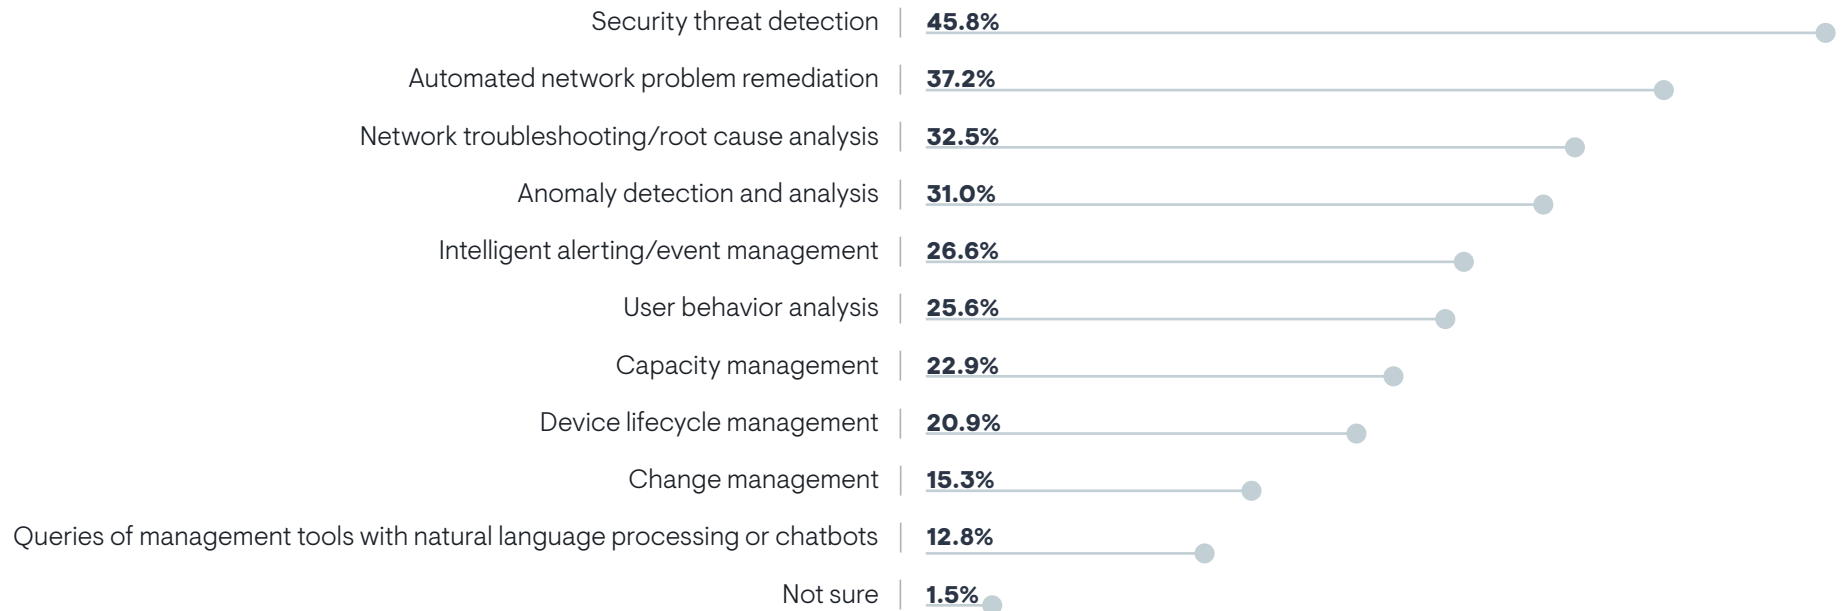 Security threat detection 45.8%
Automated network problem remediation 37.2%
Network troubleshooting/root cause analysis 32.5%
Anomaly detection and analysis 31.0%
Intelligent alerting/event management 26.6%
User behavior analysis 25.6%
Capacity management 22.9%
Device lifecycle management 20.9%
Change management 15.3%
Queries of management tools with natural language processing or chatbots 12.8%
Not sure 1.5%